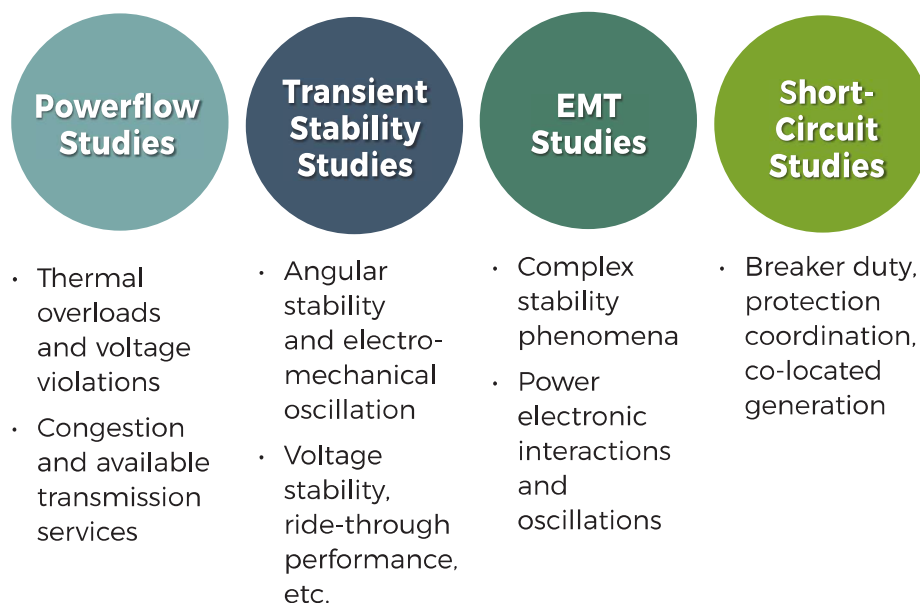 Powerflow
Studies
• Thermal
overloads
and voltage
violations
• Congestion
and available
transmission
services
Transient
Stability
Studies
• Angular
stability
and electro-
mechanical
oscillation
• Voltage
stability,
ride-through
performance,
etc.
EMT
Studies
• Complex
stability
phenomena
• Power
electronic
interactions
and
oscillations
Short-
Circuit
Studies
• Breaker duty,
protection
coordination,
co-located
generation